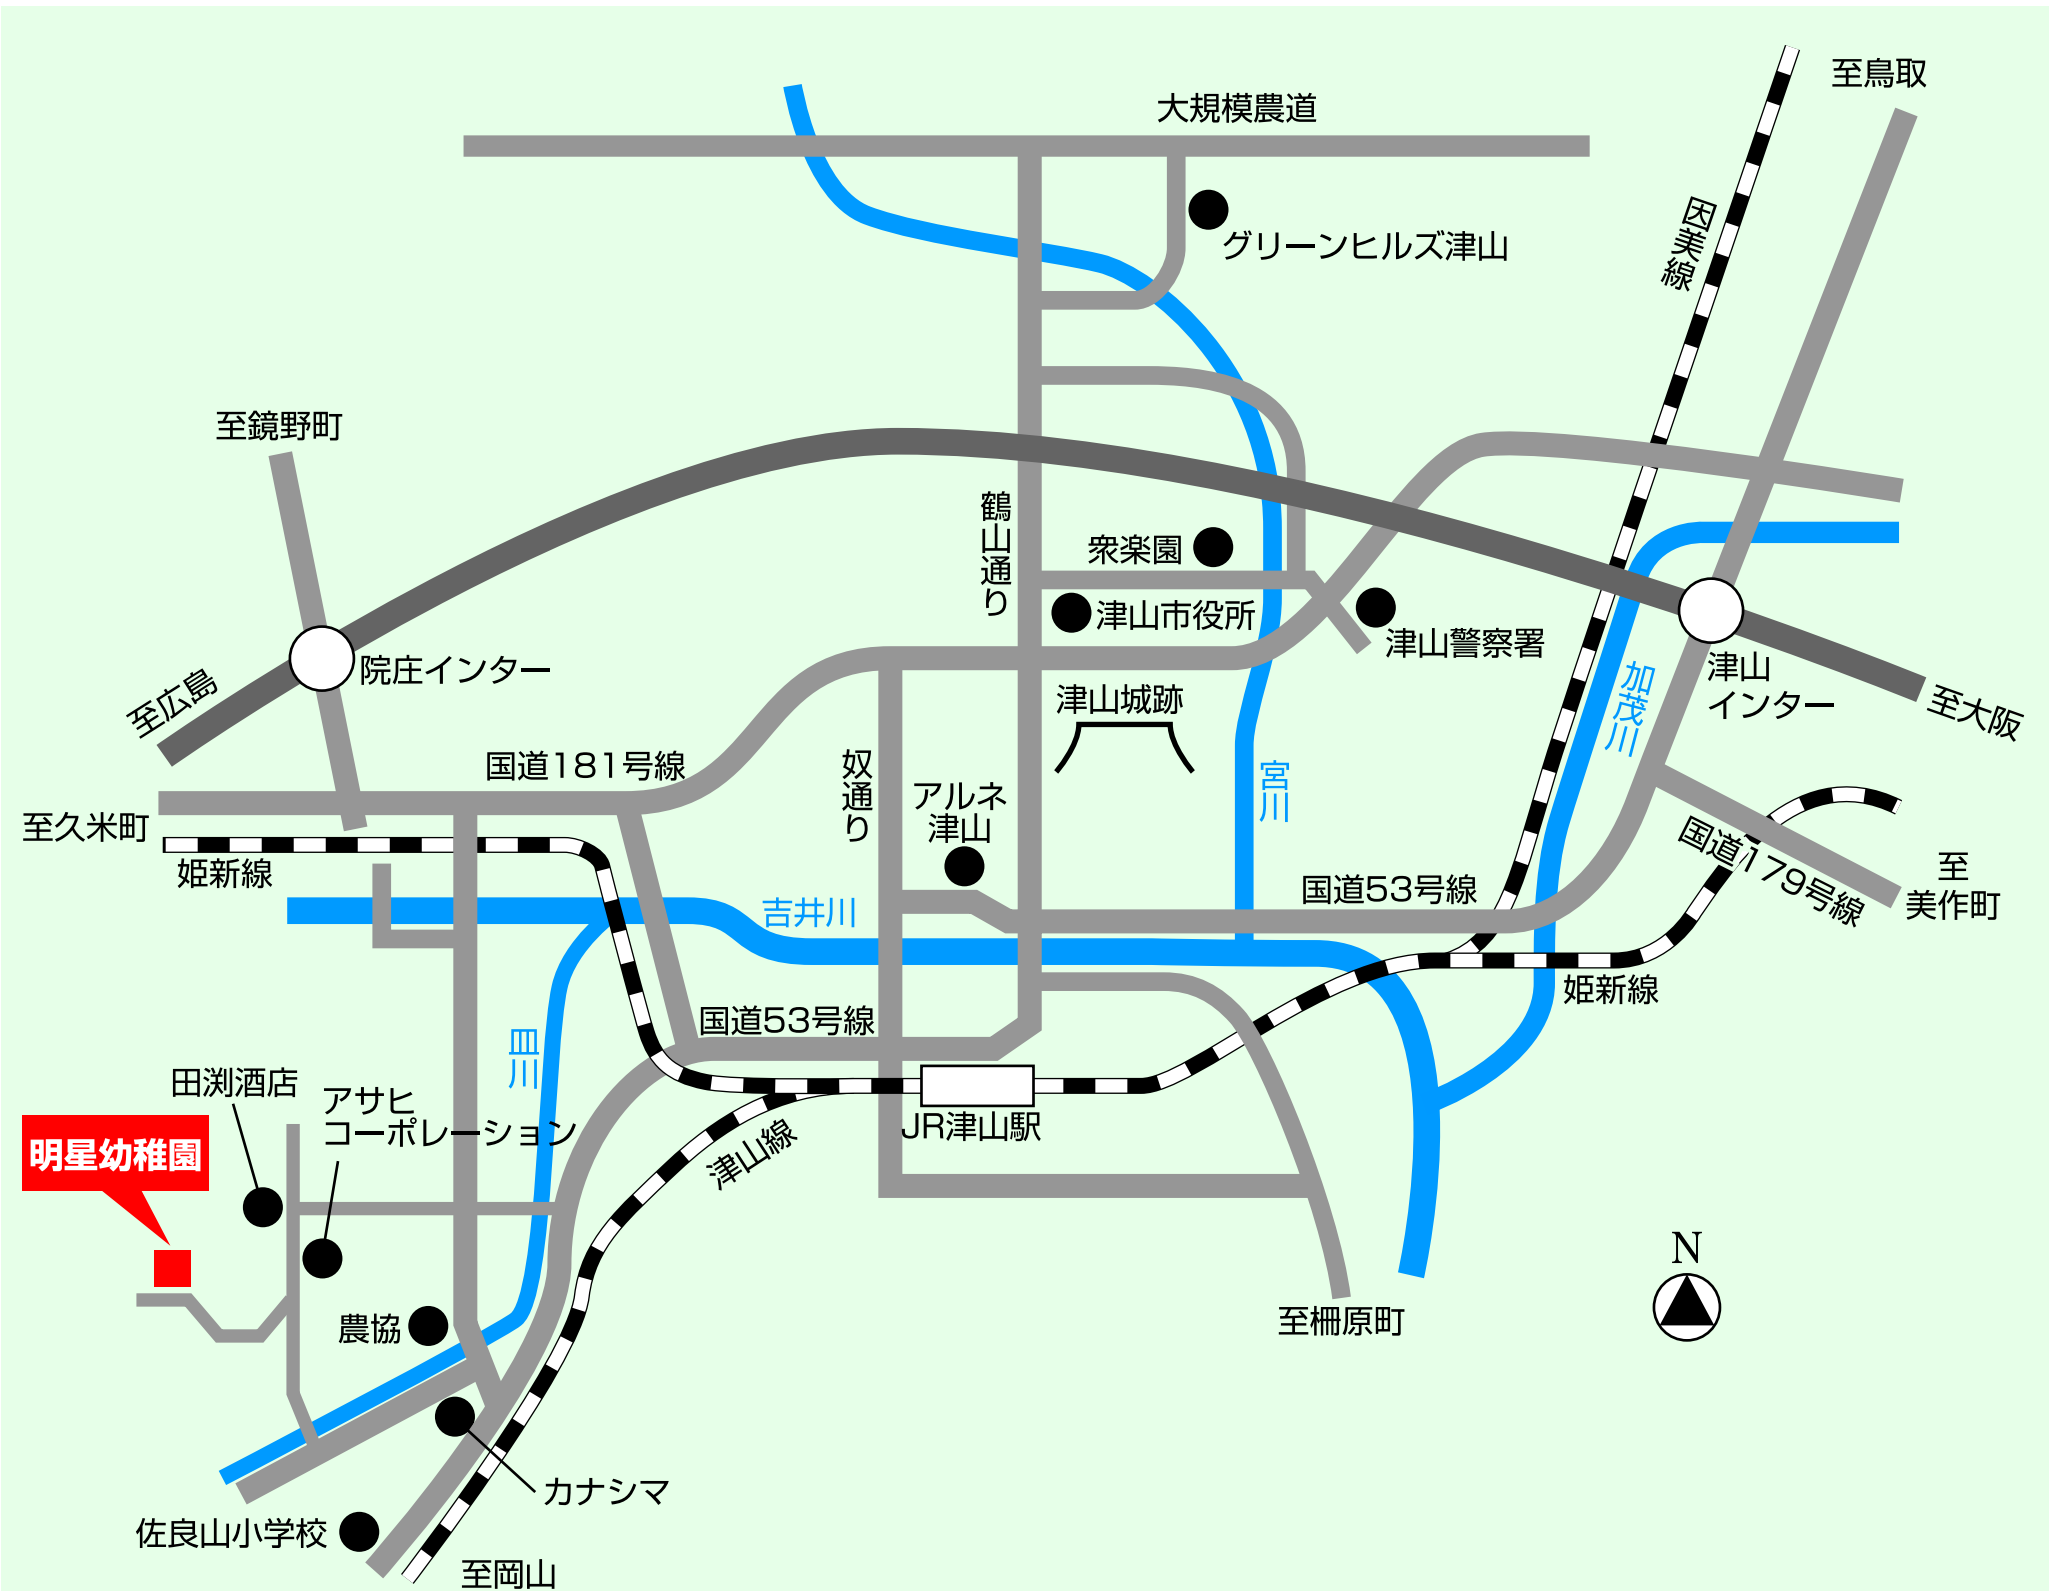 至鳥取
大規模農道
因美線
グリーンヒルズ津山
至鏡野町
鶴山通り
衆楽園
津山市役所
津山警察署
院庄インター
至広島
津山
インター
加茂川
至大阪
津山城跡
国道181号線
奴通り
宮川
アルネ
津山
至久米町
姫新線
国道179号線
至
美作町
国道53号線
吉井川
姫新線
国道53号線
皿川
田渕酒店
アサヒ
コーポレーション
JR津山駅
津山線
明星幼稚園
N
農協
至柵原町
カナシマ
佐良山小学校
至岡山